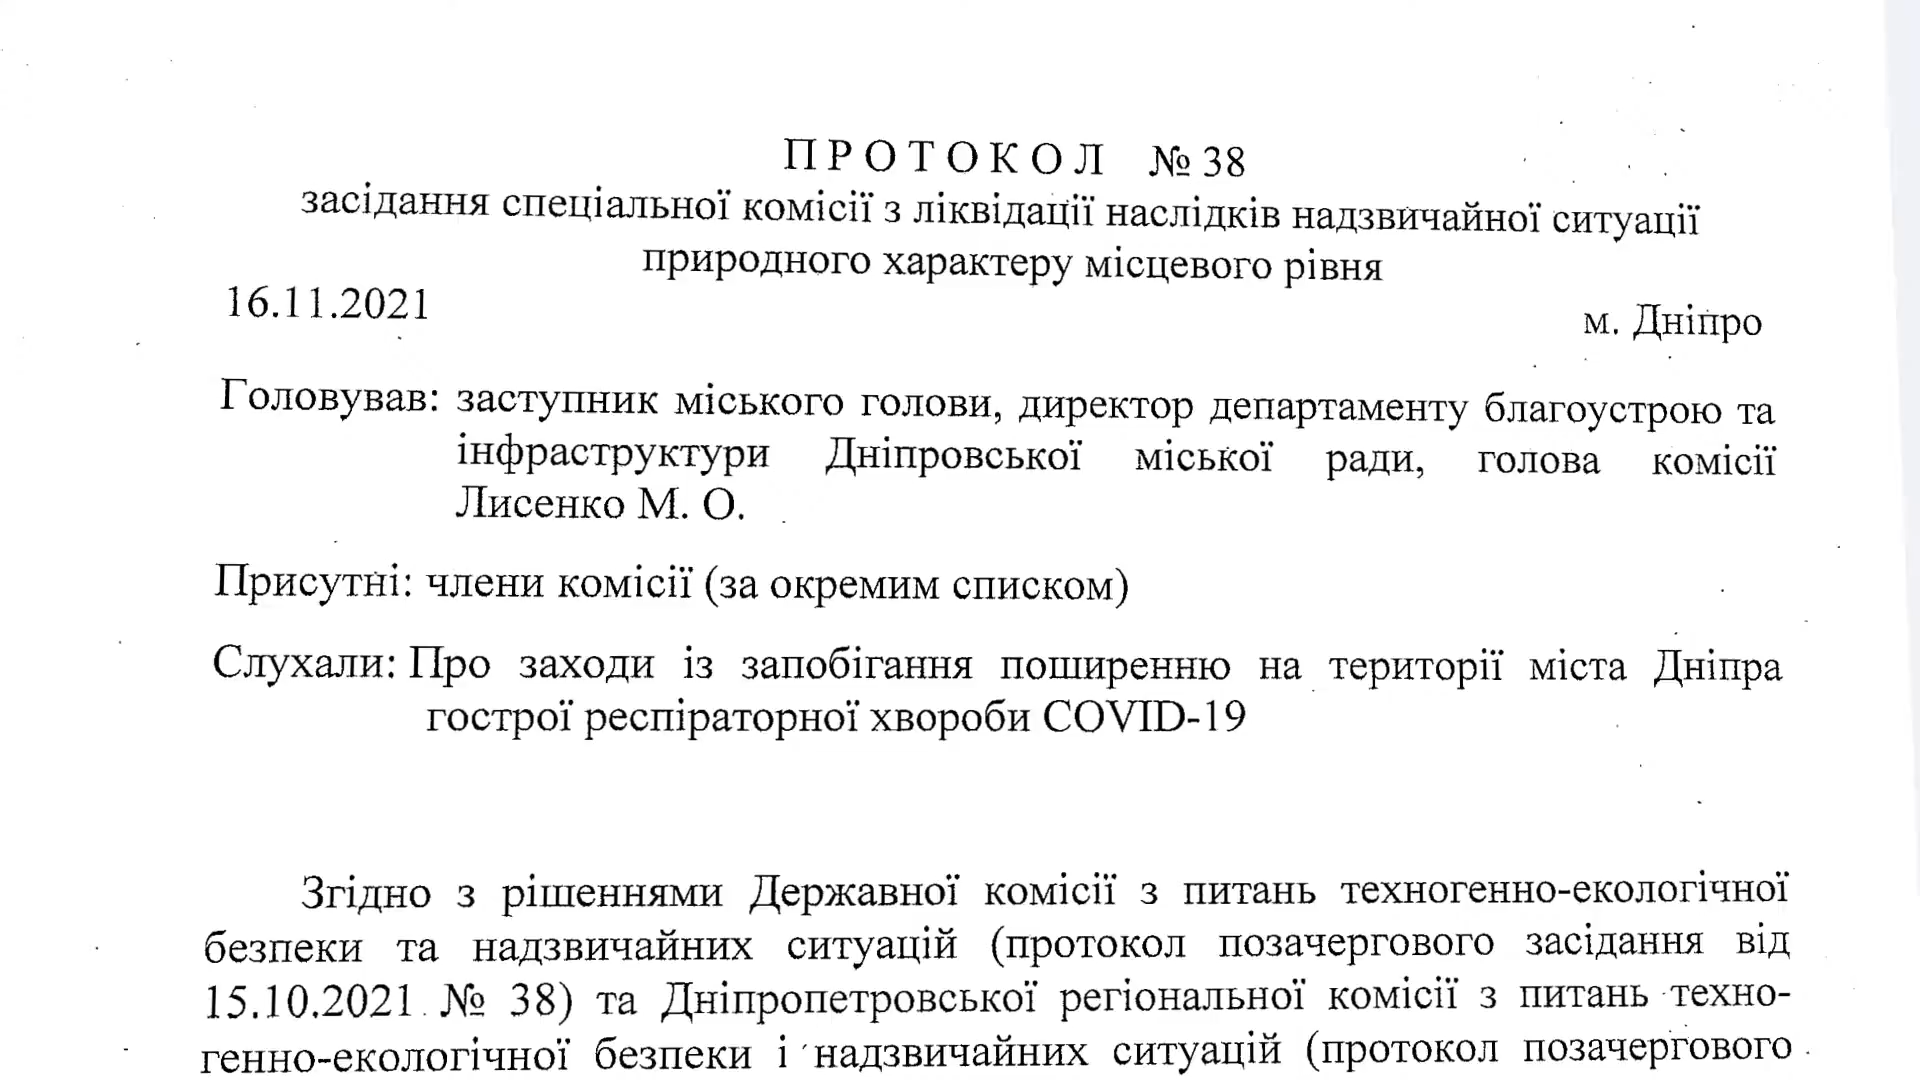 ПРОТОКОЛ № 38
засідання спеціальної комісії з ліквідації наслідків надзвичайної ситуації
природного характеру місцевого рівня
16.11.2021
м. Дніпро
Головував: заступник міського голови, директор департаменту благоустрою та
інфраструктури Дніпровської міської ради, голова комісії
Лисенко М. О.
Присутні: члени комісії (за окремим списком)
Слухали: Про заходи із запобігання поширенню на території міста Дніпра
гострої респіраторної хвороби COVID-19
Згідно з рішеннями Державної комісії з питань техногенно-екологічної
безпеки та надзвичайних ситуацій (протокол позачергового засідання від
15.10.2021 № 38) та Дніпропетровської регіональної комісії з питань техно-
генно-екологічної безпеки і надзвичайних ситуацій (протокол позачергового